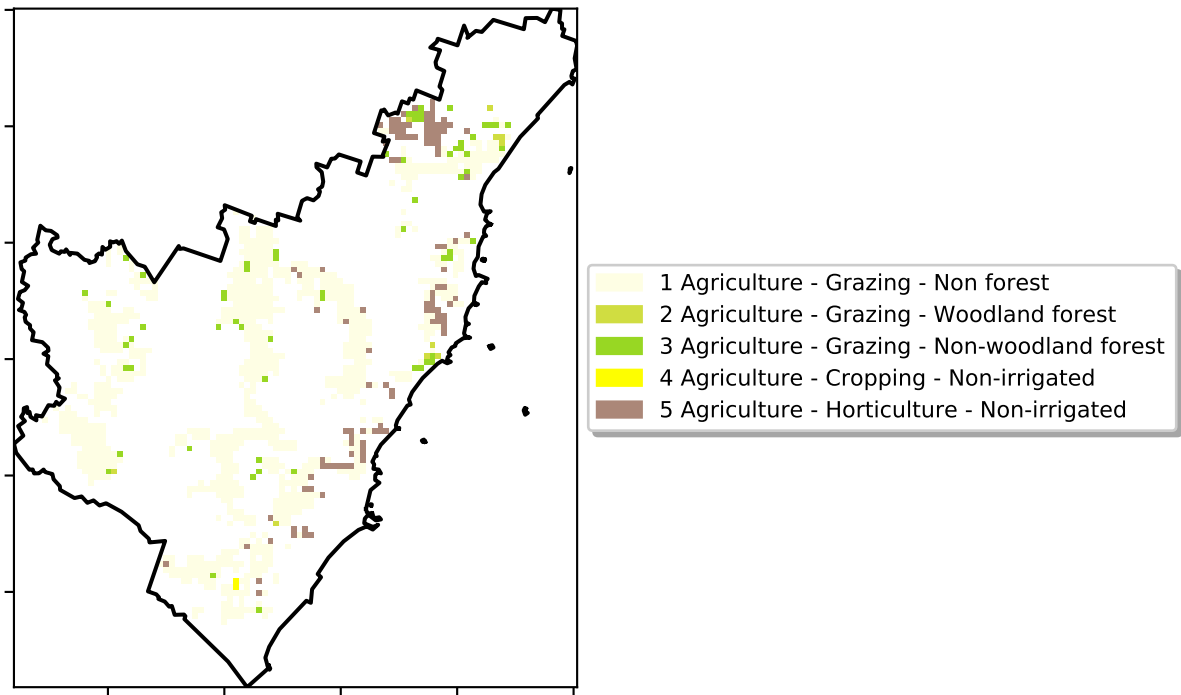 1 Agriculture - Grazing - Non forest
2 Agriculture - Grazing - Woodland forest
3 Agriculture - Grazing - Non-woodland forest
4 Agriculture - Cropping - Non-irrigated
5 Agriculture - Horticulture - Non-irrigated